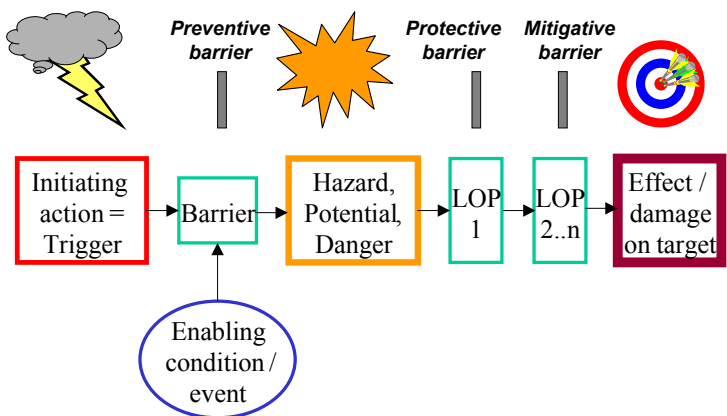 Preventive
barrier
Protective
barrier
Mitigative
barrier
Initiating
action =
Trigger
Barrier
Hazard,
Potential,
Danger
LOP
1
LOP
2..n
Effect /
damage
on target
Enabling
condition /
event